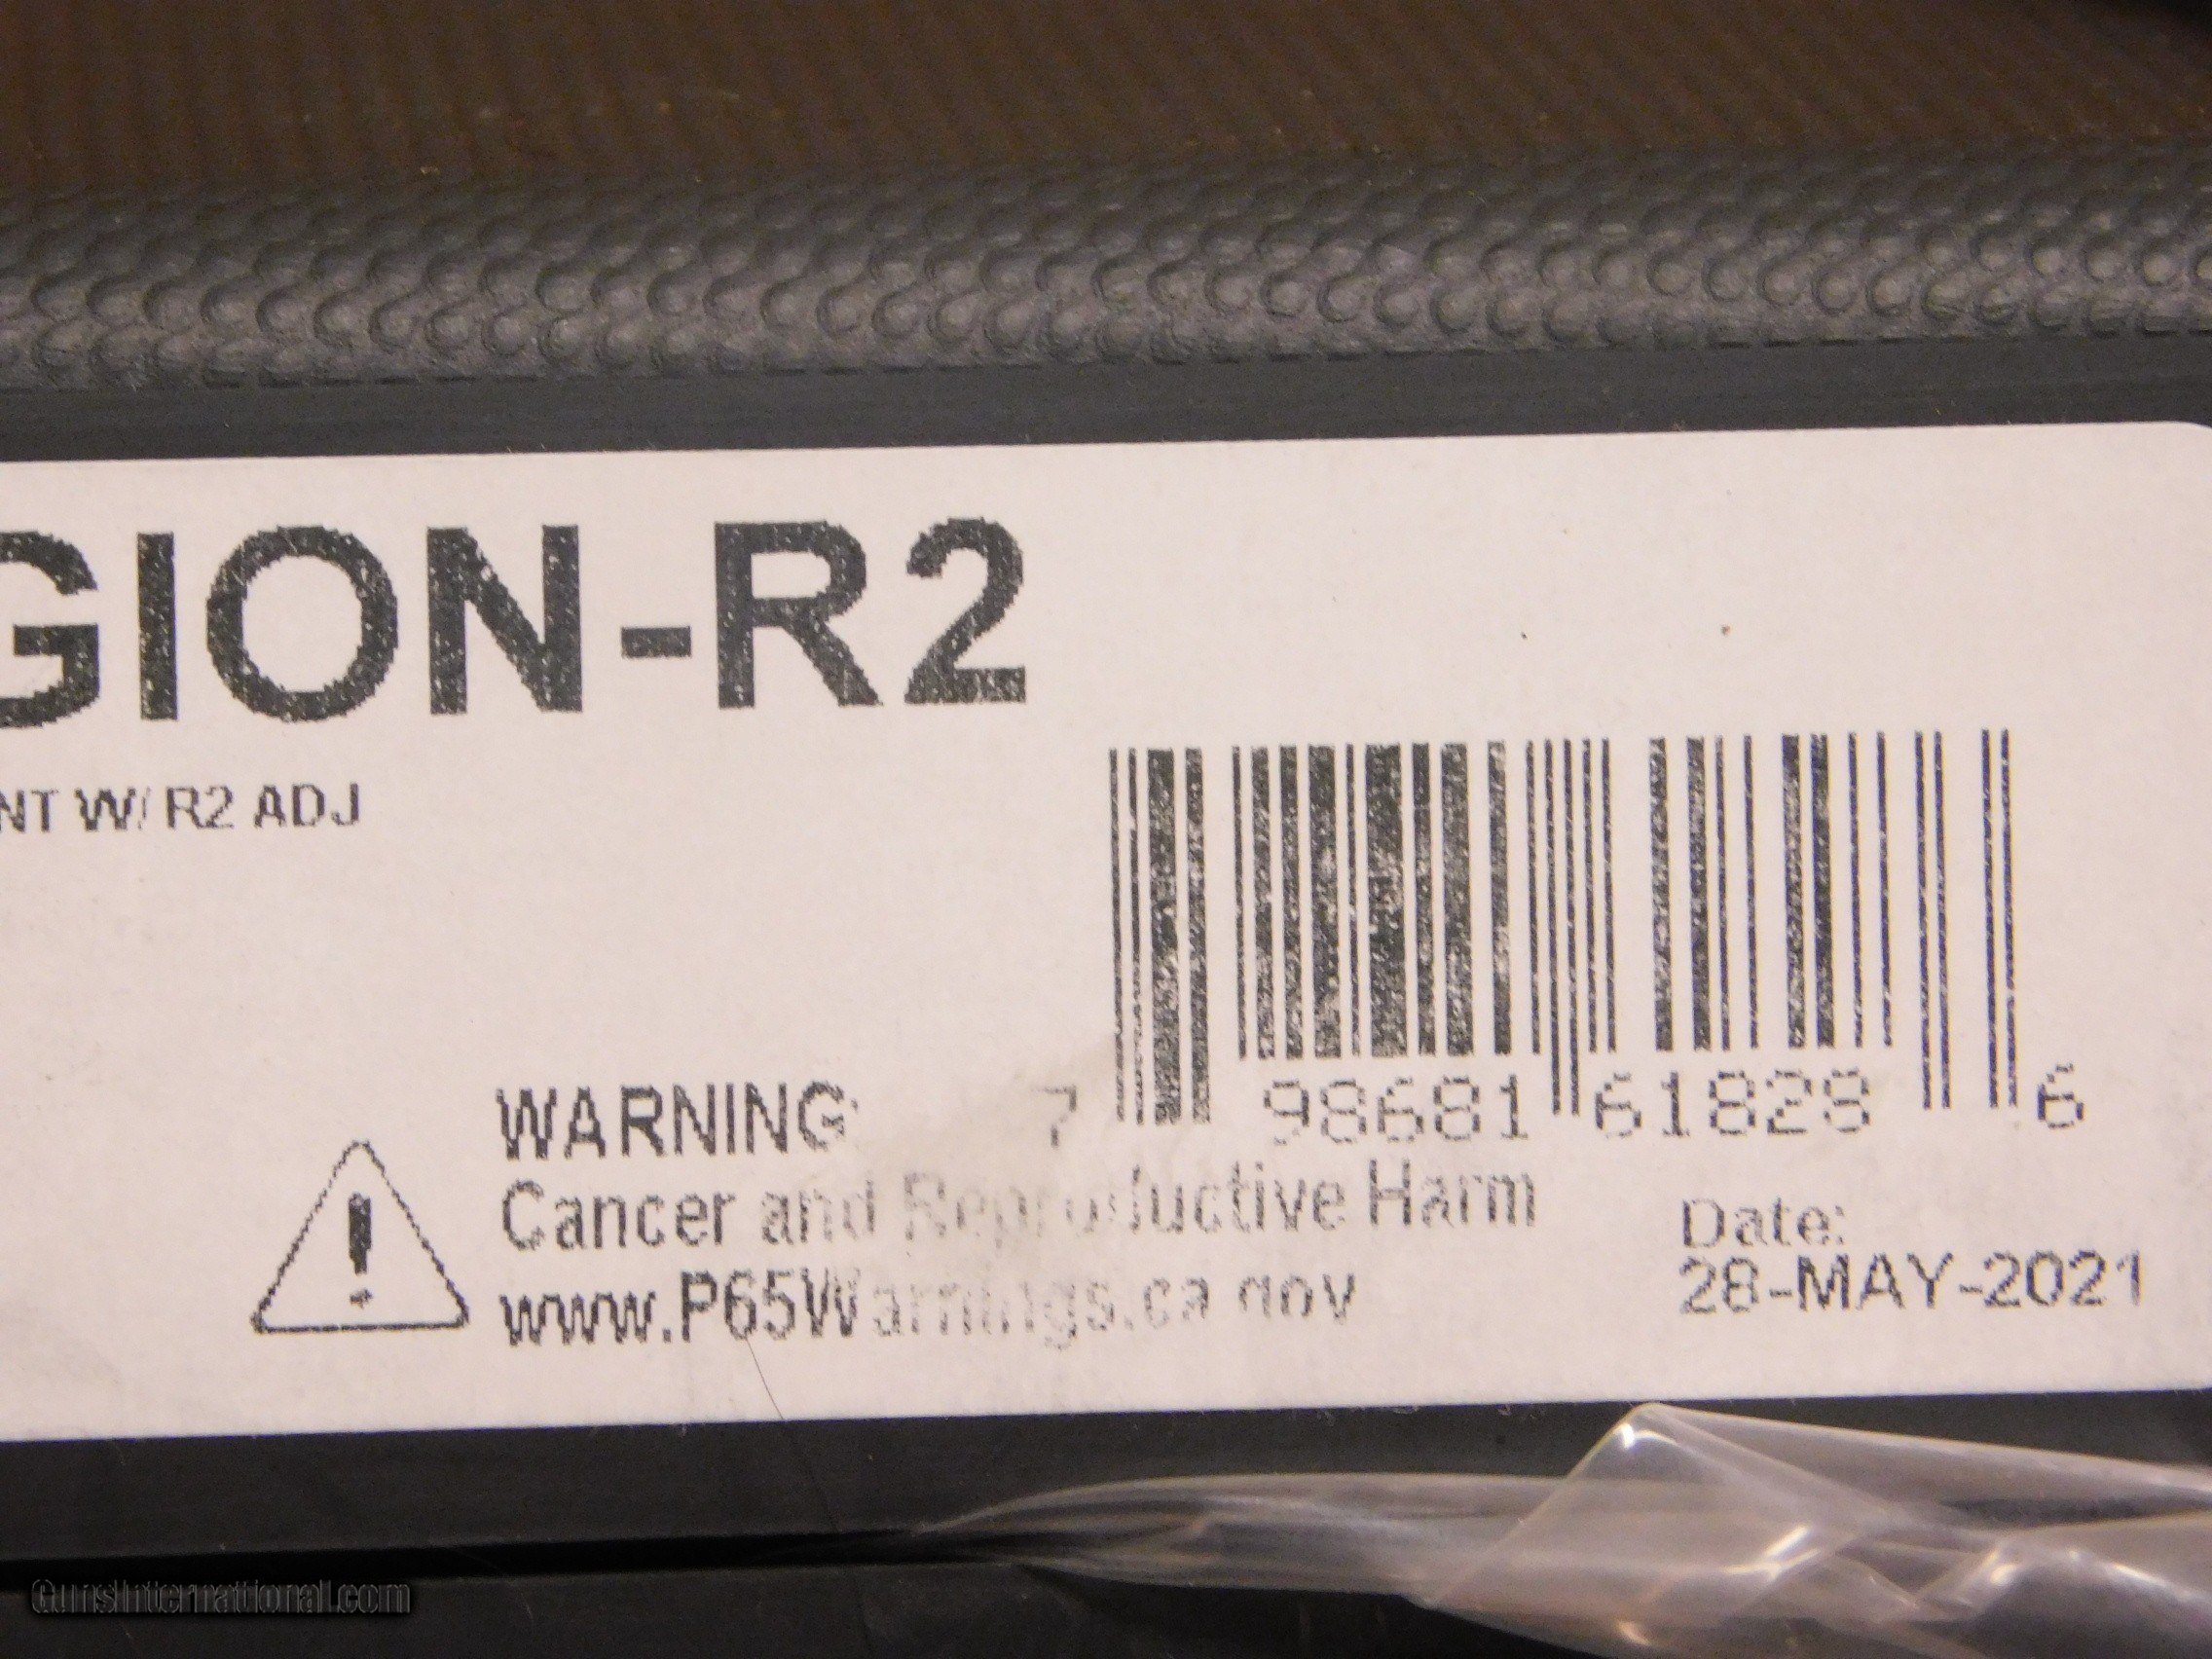 GION-R2
NT W/ R2 ADJ
7 98681 61828 6
WARNING:
Cancer and Reproductive Harm
www.P65Warnings.ca.gov
Date:
28-MAY-2021
GunsInternational.com